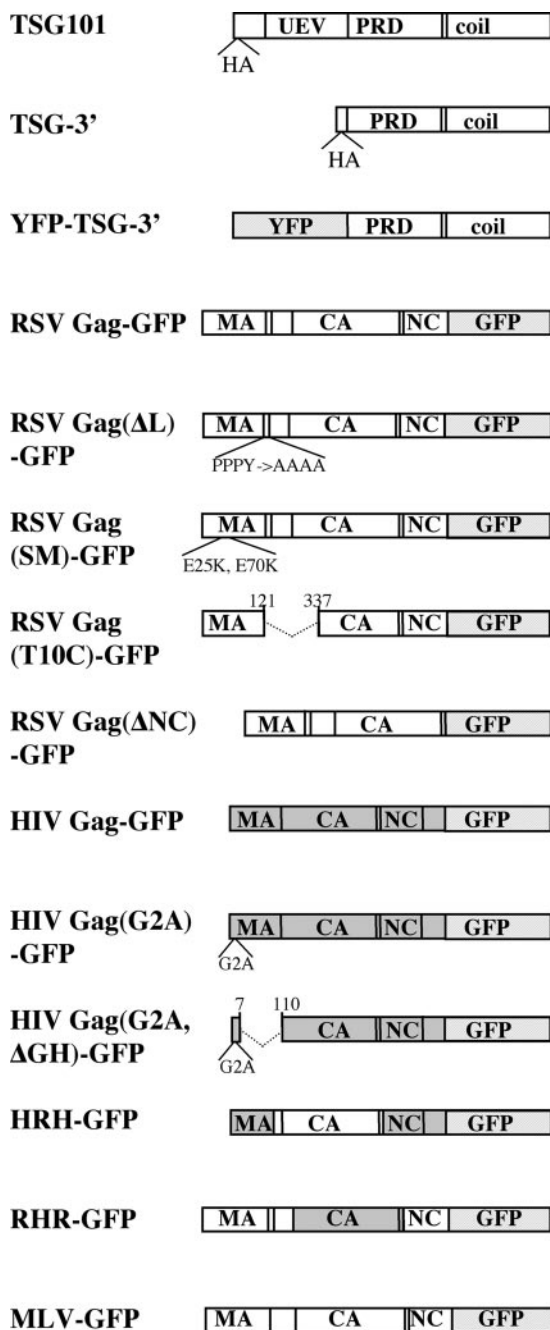 TSG101 UEV PRD coil
HA
TSG-3' PRD coil
HA
YFP-TSG-3' YFP PRD coil
RSV Gag-GFP MA CA NC GFP
RSV Gag(ΔL) MA CA NC GFP
-GFP
PPPY->AAAA
RSV Gag MA CA NC GFP
(SM)-GFP
E25K, E70K
121 337
RSV Gag MA CA NC GFP
(T10C)-GFP
RSV Gag(ΔNC) MA CA GFP
-GFP
HIV Gag-GFP MA CA NC GFP
HIV Gag(G2A) MA CA NC GFP
-GFP
G2A
7 110
HIV Gag(G2A, CA NC GFP
ΔGH)-GFP
G2A
HRH-GFP MA CA NC GFP
RHR-GFP MA CA NC GFP
MLV-GFP MA CA NC GFP